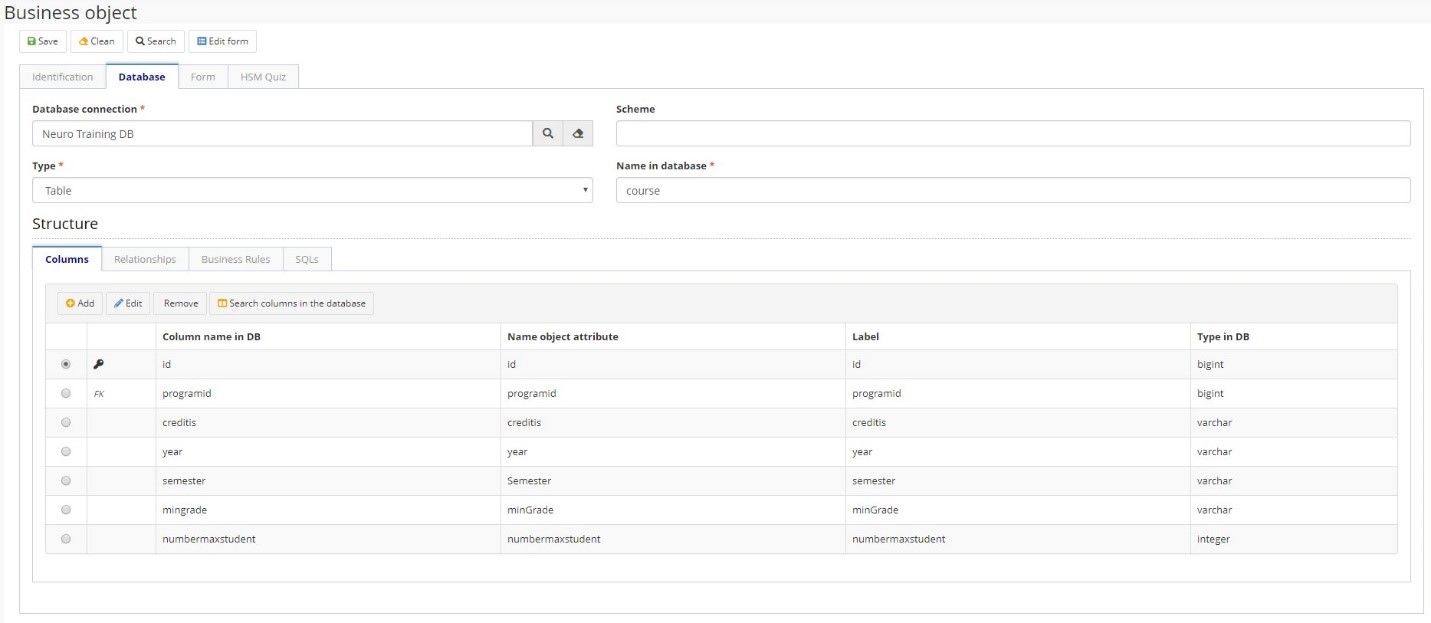 Business object
Save Clean Search Edit form
Identification Database Form HSM Quiz
Database connection * Scheme
Neuro Training DB
Type * Name in database *
Table course
Structure
Columns Relationships Business Rules SQLs
Add Edit Remove Search columns in the database
Column name in DB Name object attribute Label Type in DB
id id id bigint
FK programid programid programid bigint
creditis creditis creditis varchar
year year year varchar
semester Semester semester varchar
mingrade minGrade minGrade varchar
numbermaxstudent numbermaxstudent numbermaxstudent integer